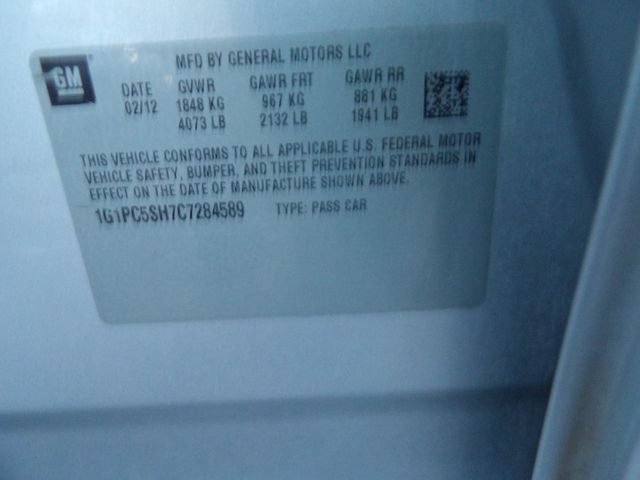 GM
MFD BY GENERAL MOTORS LLC
DATE GVWR GAWR FRT GAWR RR
02/12 1848 KG 967 KG 881 KG
4073 LB 2132 LB 1941 LB
THIS VEHICLE CONFORMS TO ALL APPLICABLE U.S. FEDERAL MOTOR
VEHICLE SAFETY, BUMPER, AND THEFT PREVENTION STANDARDS IN
EFFECT ON THE DATE OF MANUFACTURE SHOWN ABOVE.
1G1PC5SH7C7284589 TYPE: PASS CAR